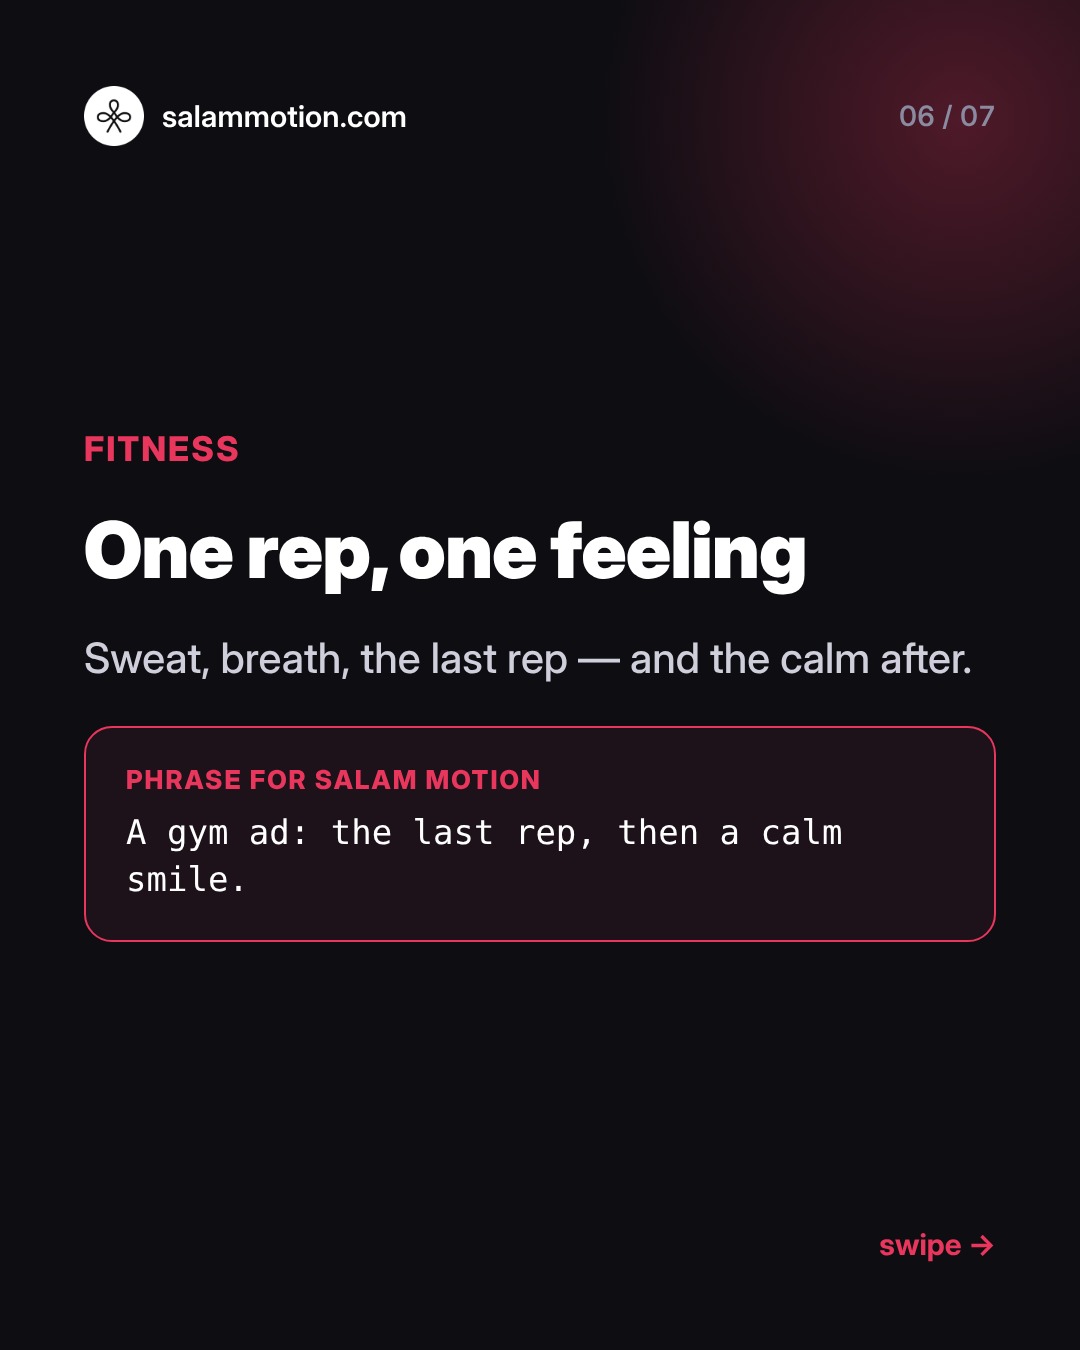 salammotion.com
06 / 07
FITNESS
One rep, one feeling
Sweat, breath, the last rep — and the calm after.
PHRASE FOR SALAM MOTION
A gym ad: the last rep, then a calm
smile.
swipe →